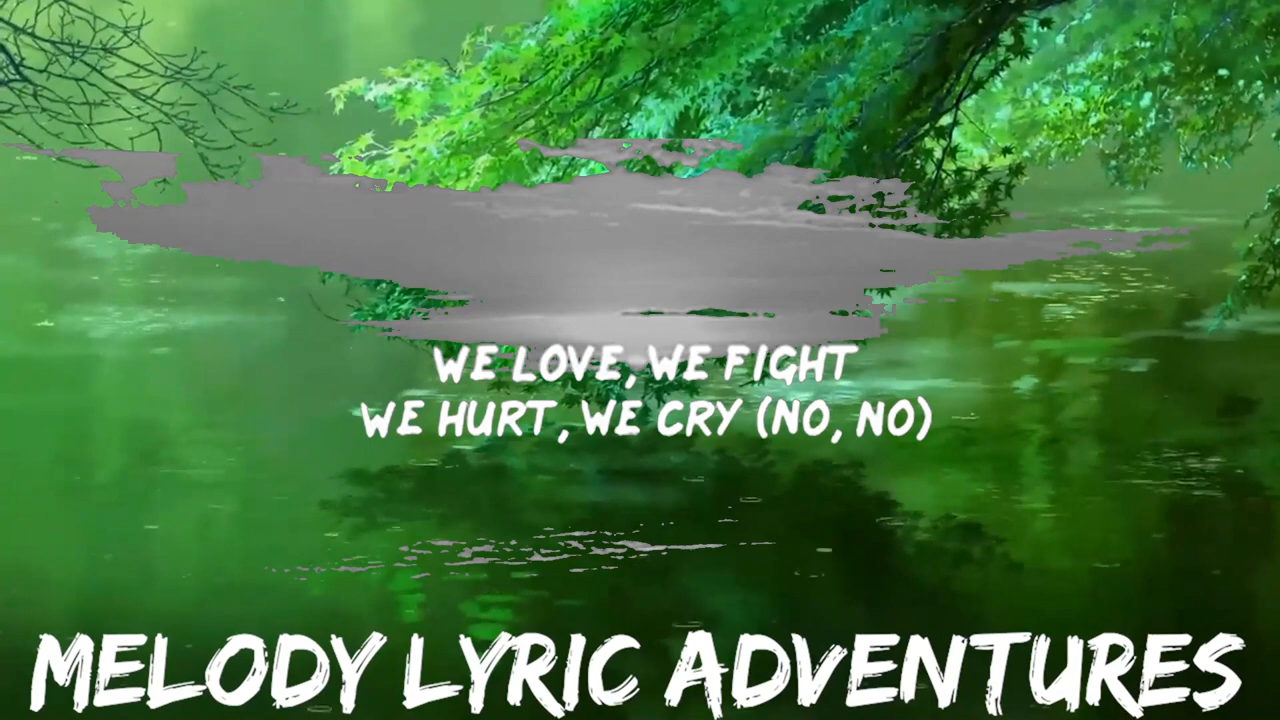 WE LOVE, WE FIGHT
WE HURT, WE CRY (NO, NO)
MELODY LYRIC ADVENTURES